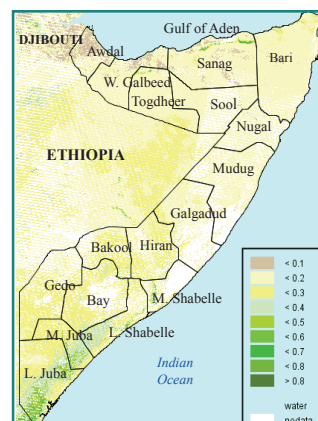 Gulf of Aden
DJIBOUTI
Awdal
Sanag
Bari
W. Galbeed
Togdheer
Sool
Nugal
ETHIOPIA
Mudug
Galgadud
Bakool
Hiran
Gedo
Bay
M. Shabelle
M. Juba
L. Shabelle
L. Juba
Indian
Ocean
< 0.1
< 0.2
< 0.3
< 0.4
< 0.5
< 0.6
< 0.7
< 0.8
> 0.8
water
nodata